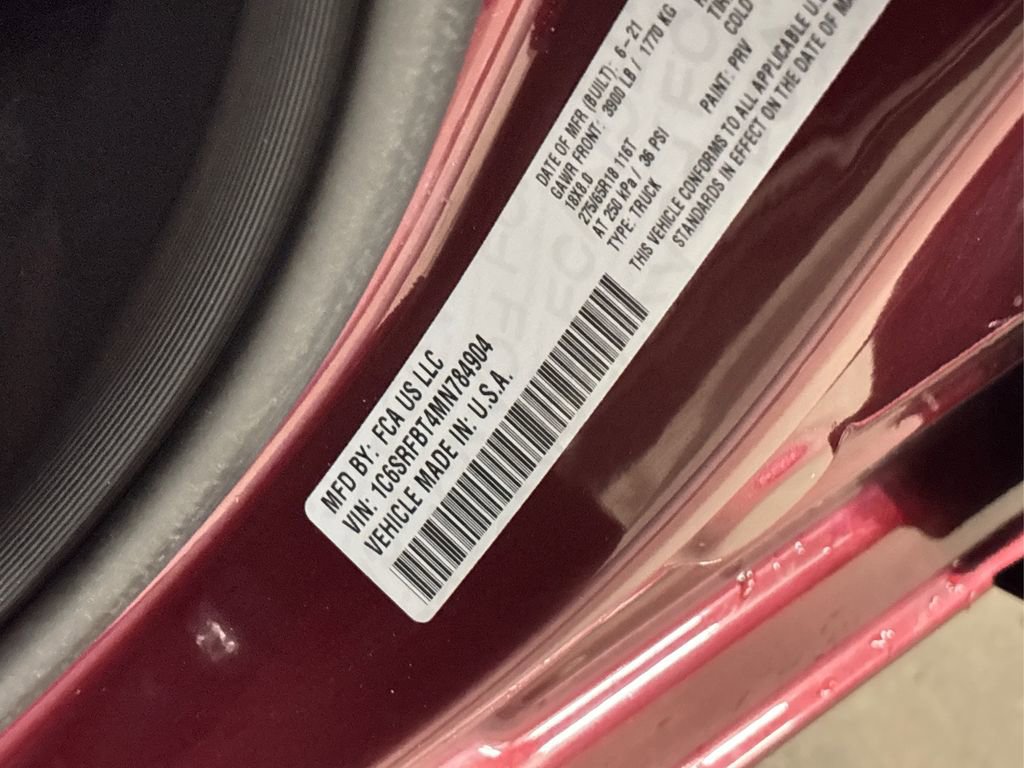 MFD BY: FCA US LLC
VIN: 1C6SRFBT4MN784904
VEHICLE MADE IN: U.S.A.
DATE OF MFR (BUILT): 6-21
GAWR FRONT: 3900 LB / 1770 KG
18X8.0
275/65R18 116T
AT 250 kPa / 36 PSI
COLD
TYPE: TRUCK
PAINT: PRV
THIS VEHICLE CONFORMS TO ALL APPLICABLE
STANDARDS IN EFFECT ON THE DATE OF